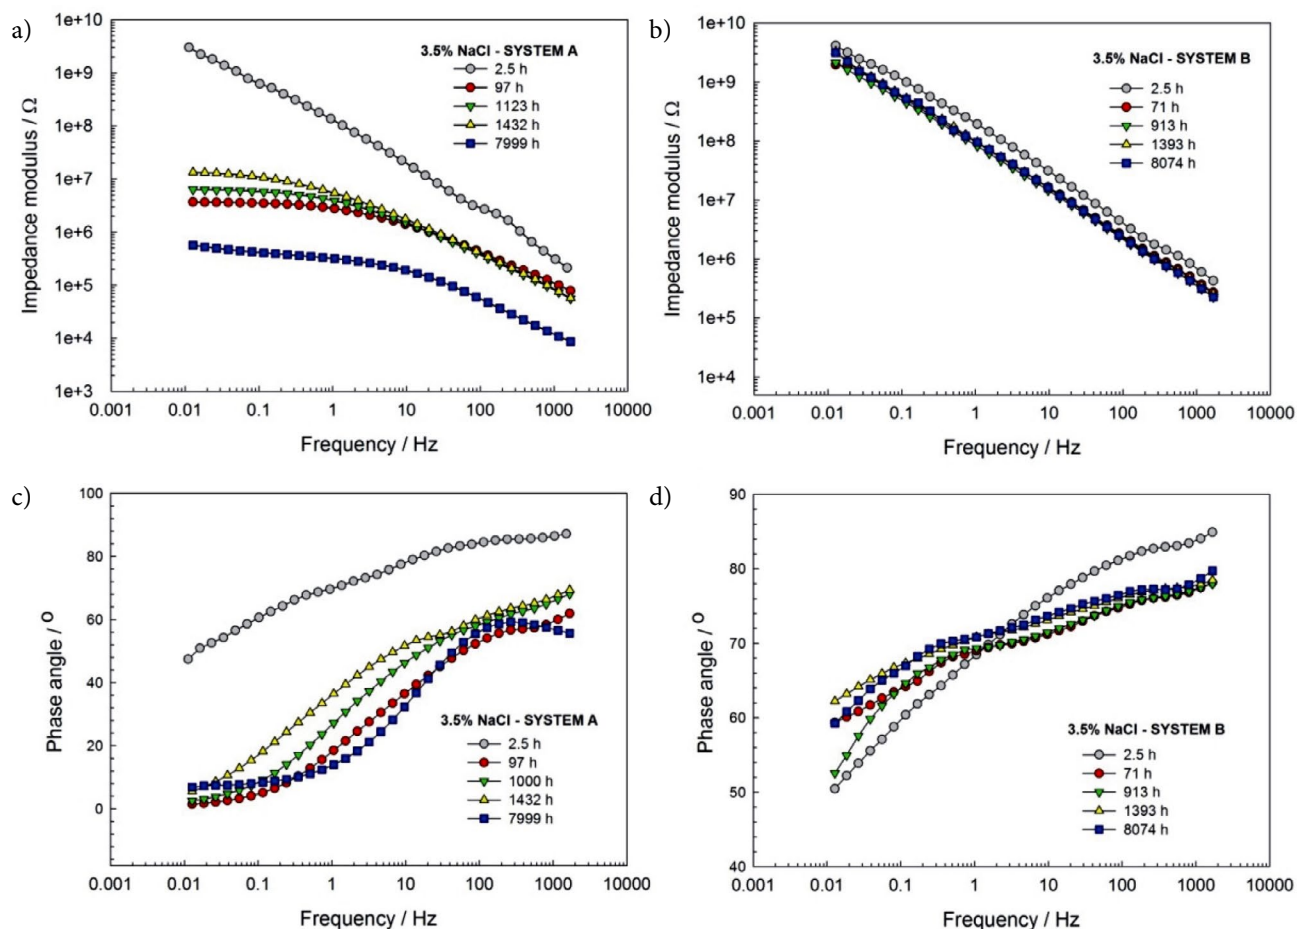 a)
Impedance modulus / Ω
1e+10
1e+9
1e+8
1e+7
1e+6
1e+5
1e+4
1e+3
3.5% NaCl - SYSTEM A
2.5 h
97 h
1123 h
1432 h
7999 h
0.001 0.01 0.1 1 10 100 1000 10000
Frequency / Hz
b)
Impedance modulus / Ω
1e+10
1e+9
1e+8
1e+7
1e+6
1e+5
1e+4
3.5% NaCl - SYSTEM B
2.5 h
71 h
913 h
1393 h
8074 h
0.001 0.01 0.1 1 10 100 1000 10000
Frequency / Hz
c)
Phase angle / °
100
80
60
40
20
0
3.5% NaCl - SYSTEM A
2.5 h
97 h
1000 h
1432 h
7999 h
0.001 0.01 0.1 1 10 100 1000 10000
Frequency / Hz
d)
Phase angle / °
90
80
70
60
50
40
3.5% NaCl - SYSTEM B
2.5 h
71 h
913 h
1393 h
8074 h
0.001 0.01 0.1 1 10 100 1000 10000
Frequency / Hz